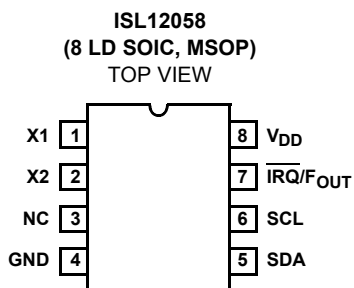 ISL12058
(8 LD SOIC, MSOP)
TOP VIEW
X1 1 8 VDD
X2 2 7 IRQ/FOUT
NC 3 6 SCL
GND 4 5 SDA